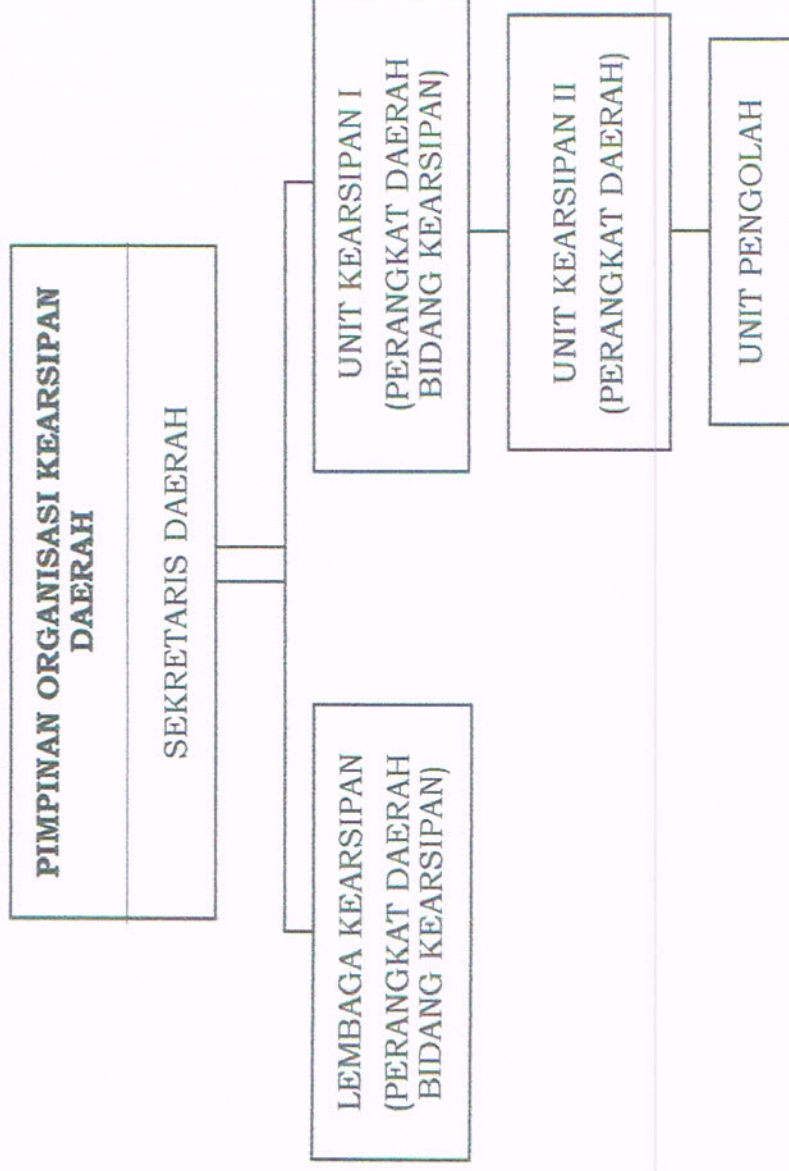 PIMPINAN ORGANISASI KEARSIPAN
DAERAH
SEKRETARIS DAERAH
LEMBAGA KEARSIPAN
(PERANGKAT DAERAH
BIDANG KEARSIPAN)
UNIT KEARSIPAN I
(PERANGKAT DAERAH
BIDANG KEARSIPAN)
UNIT KEARSIPAN II
(PERANGKAT DAERAH)
UNIT PENGOLAH